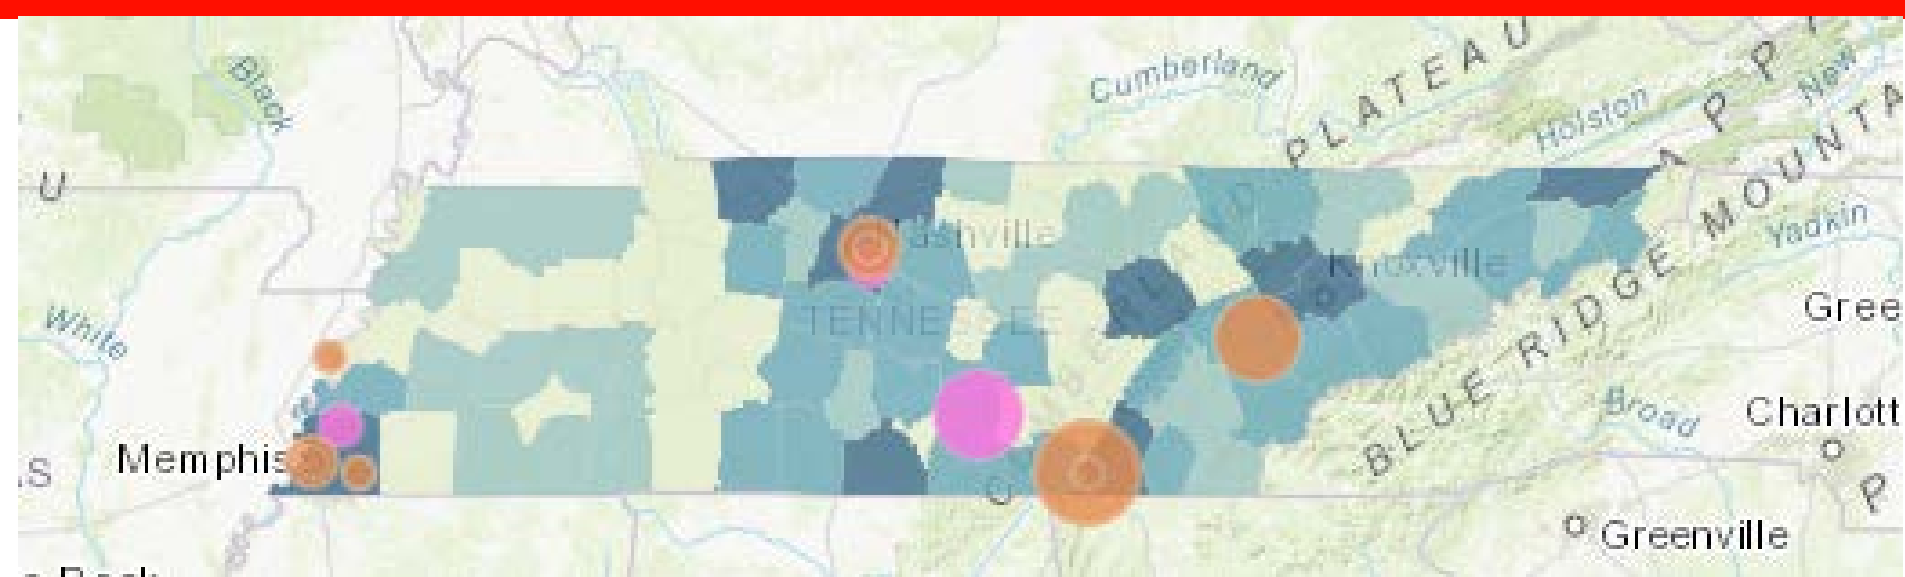 PLATEAU
Cumberland
Black
Holston
New
A P P
U
MOUNTA
Yadkin
Nashville
Knoxville
White
TENNESSEE
Gree
BLUE RIDGE
Broad
Charlott
Memphis
.S
P
Greenville